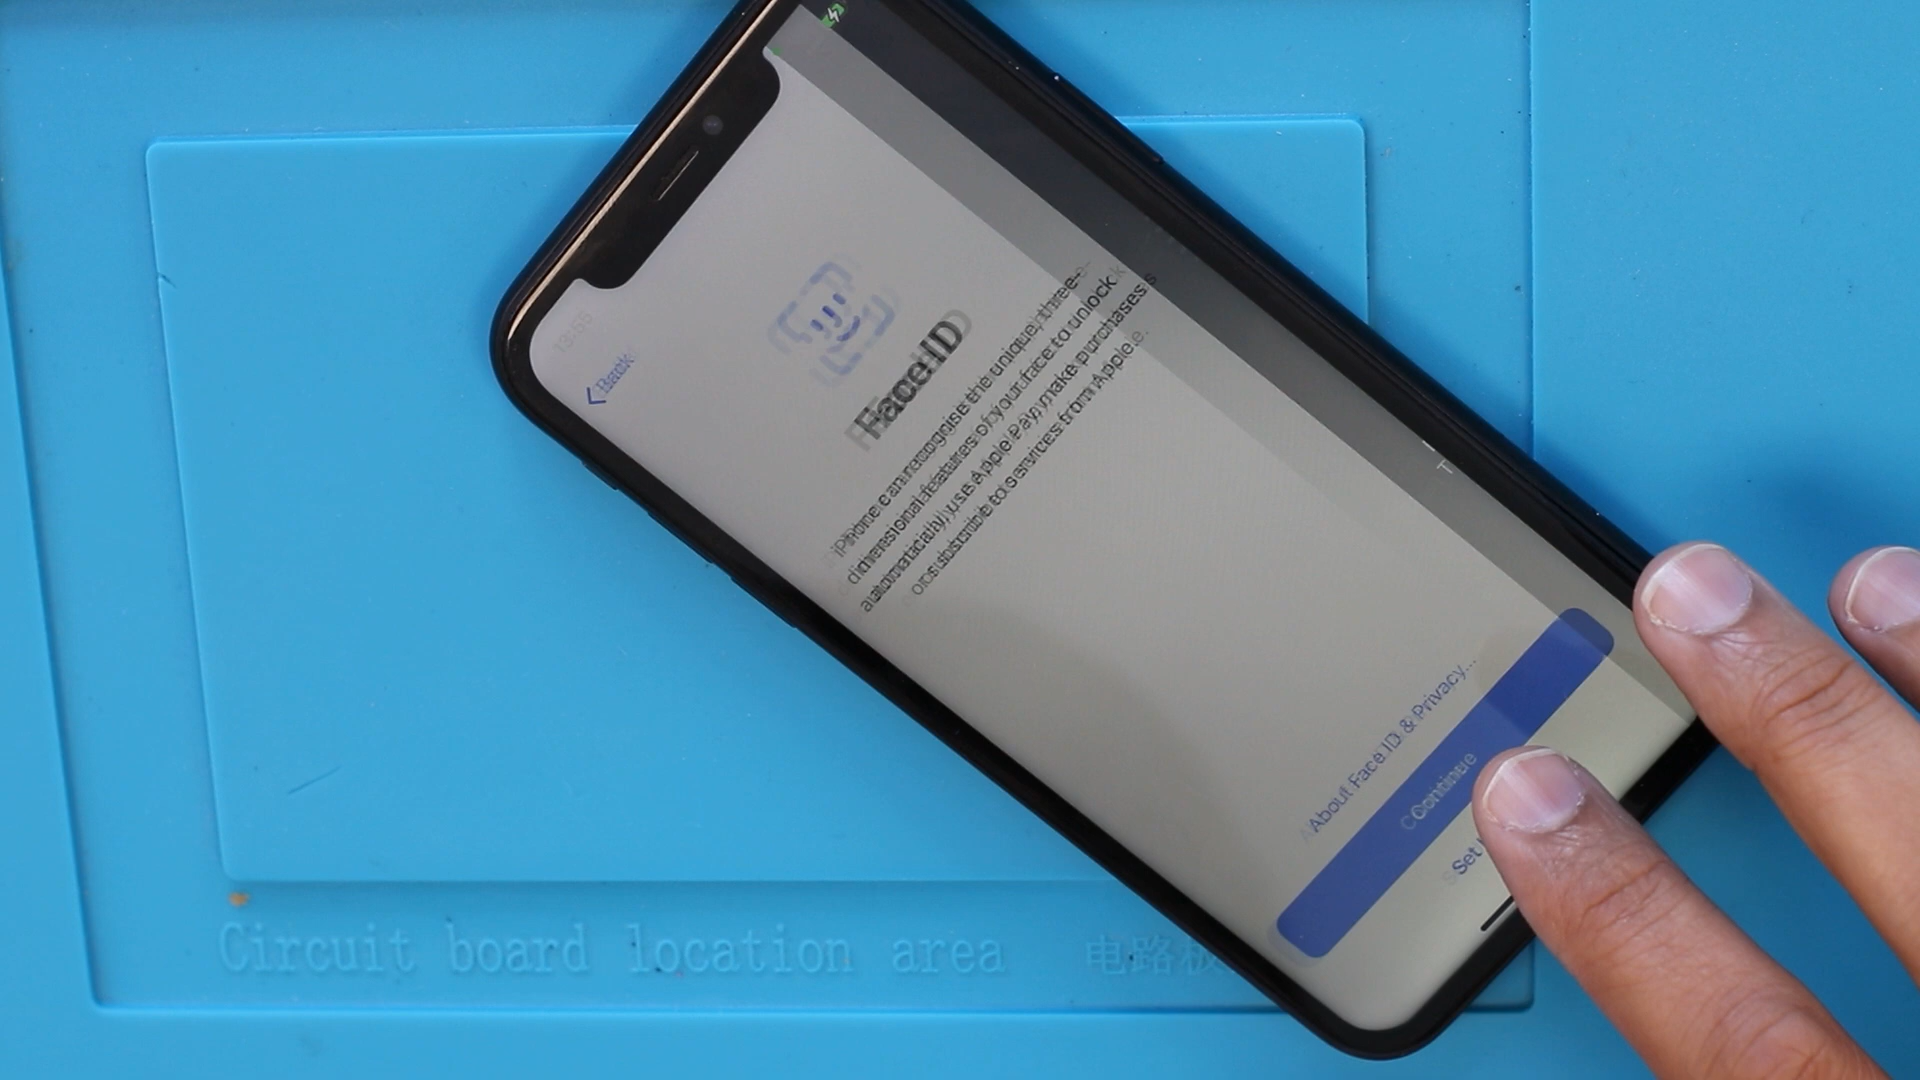 13:55
Back
Face ID
iPhone can recognise the unique, three-
dimensional features of your face to unlock
automatically, use Apple Pay, make purchases
or subscribe to services from Apple.
About Face ID & Privacy...
Continue
Set
Circuit board location area 电路板